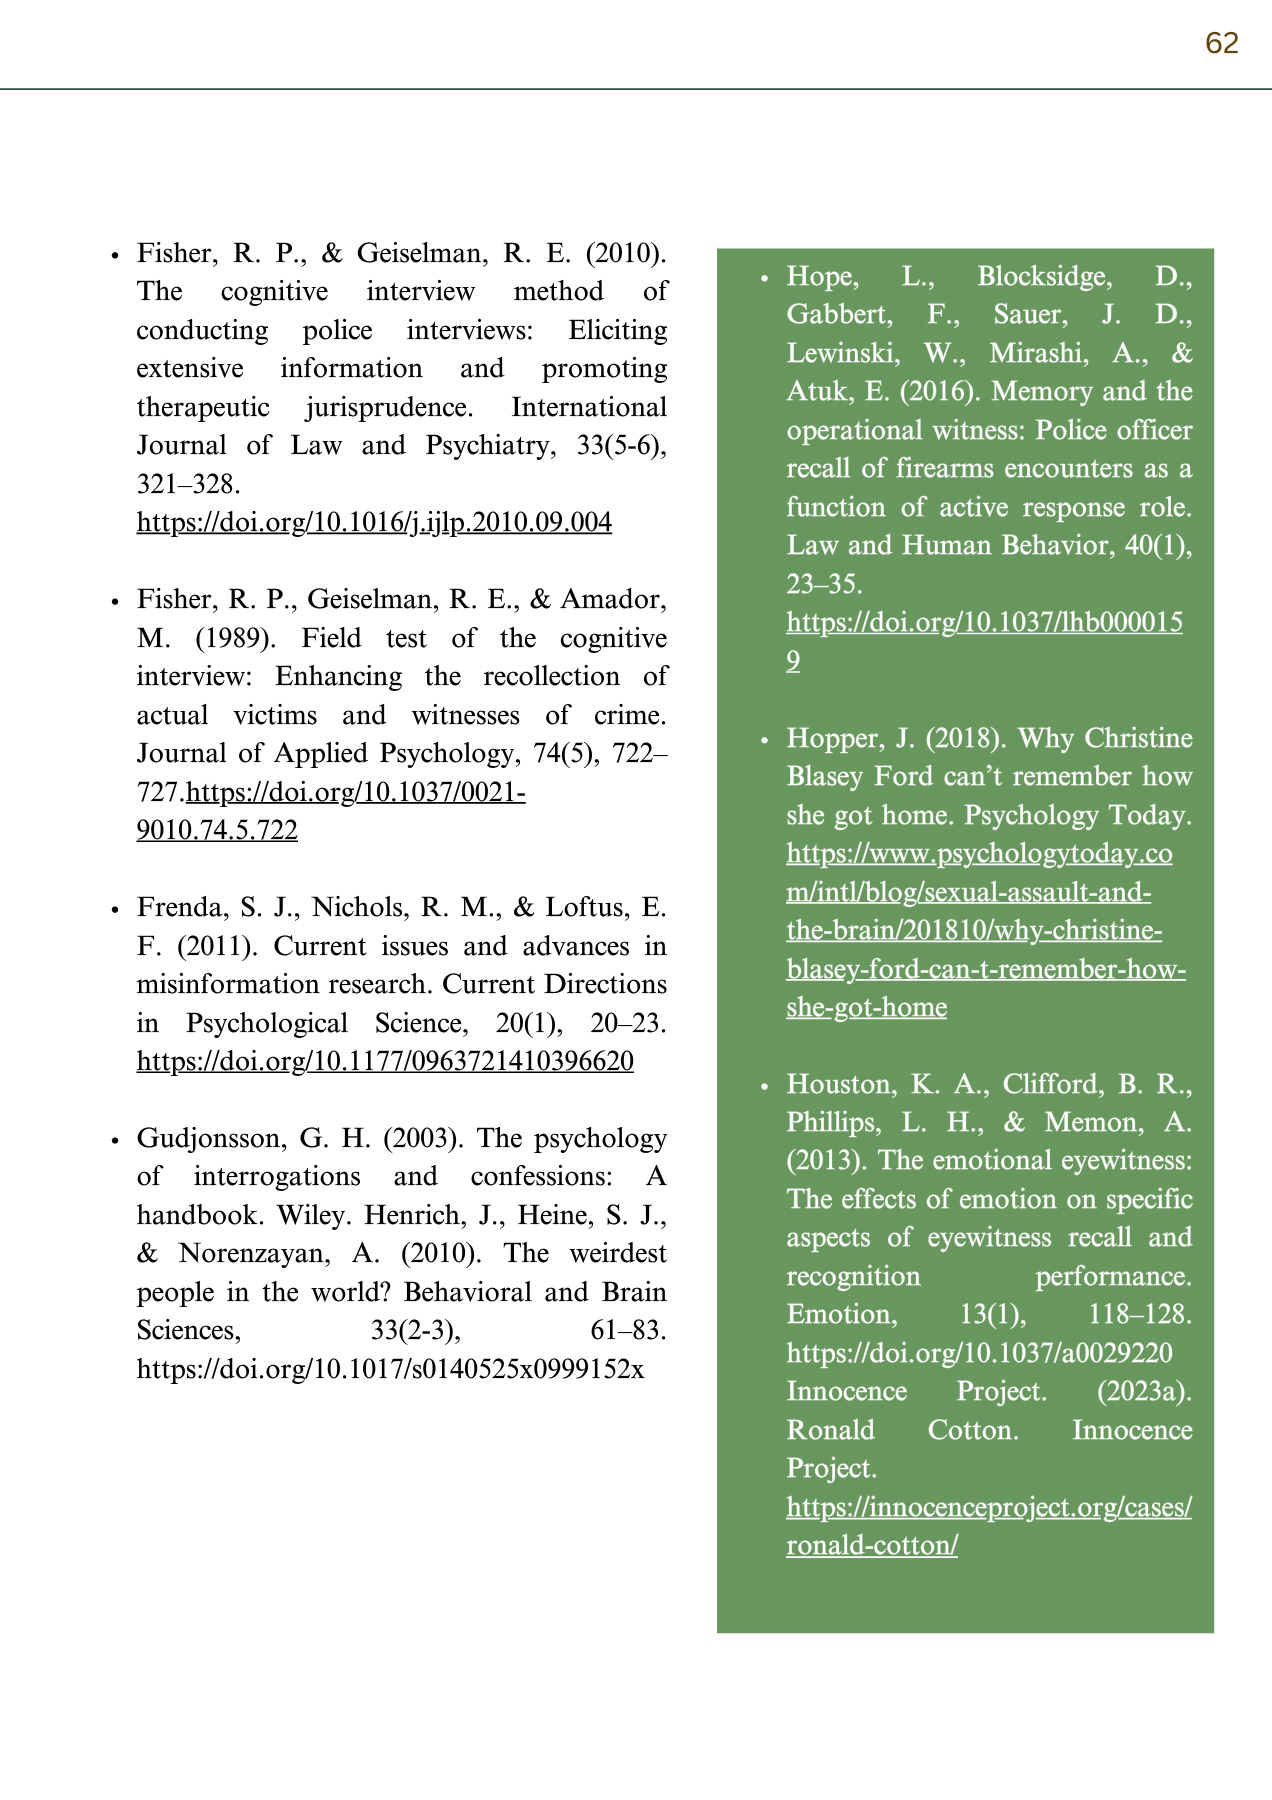 62
• Fisher, R. P., & Geiselman, R. E. (2010).
The cognitive interview method of
conducting police interviews: Eliciting
extensive information and promoting
therapeutic jurisprudence. International
Journal of Law and Psychiatry, 33(5-6),
321–328.
https://doi.org/10.1016/j.ijlp.2010.09.004
• Fisher, R. P., Geiselman, R. E., & Amador,
M. (1989). Field test of the cognitive
interview: Enhancing the recollection of
actual victims and witnesses of crime.
Journal of Applied Psychology, 74(5), 722–
727.https://doi.org/10.1037/0021-
9010.74.5.722
• Frenda, S. J., Nichols, R. M., & Loftus, E.
F. (2011). Current issues and advances in
misinformation research. Current Directions
in Psychological Science, 20(1), 20–23.
https://doi.org/10.1177/0963721410396620
• Gudjonsson, G. H. (2003). The psychology
of interrogations and confessions: A
handbook. Wiley. Henrich, J., Heine, S. J.,
& Norenzayan, A. (2010). The weirdest
people in the world? Behavioral and Brain
Sciences, 33(2-3), 61–83.
https://doi.org/10.1017/s0140525x0999152x
• Hope, L., Blocksidge, D.,
Gabbert, F., Sauer, J. D.,
Lewinski, W., Mirashi, A., &
Atuk, E. (2016). Memory and the
operational witness: Police officer
recall of firearms encounters as a
function of active response role.
Law and Human Behavior, 40(1),
23–35.
https://doi.org/10.1037/lhb000015
9
• Hopper, J. (2018). Why Christine
Blasey Ford can’t remember how
she got home. Psychology Today.
https://www.psychologytoday.co
m/intl/blog/sexual-assault-and-
the-brain/201810/why-christine-
blasey-ford-can-t-remember-how-
she-got-home
• Houston, K. A., Clifford, B. R.,
Phillips, L. H., & Memon, A.
(2013). The emotional eyewitness:
The effects of emotion on specific
aspects of eyewitness recall and
recognition performance.
Emotion, 13(1), 118–128.
https://doi.org/10.1037/a0029220
Innocence Project. (2023a).
Ronald Cotton. Innocence
Project.
https://innocenceproject.org/cases/
ronald-cotton/